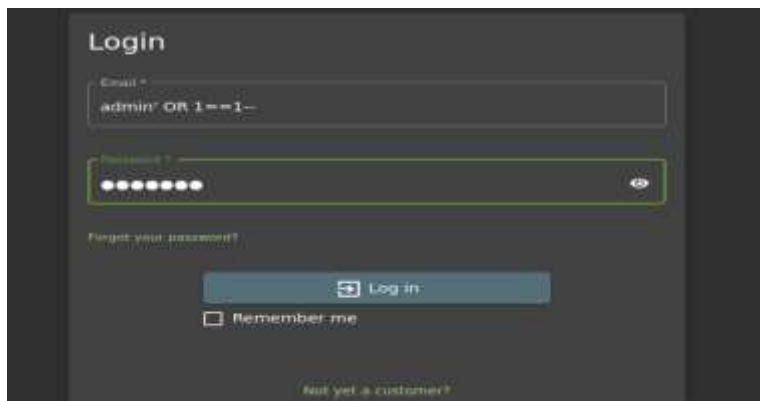 Login
Email *
admin' OR 1==1--
Password *
●●●●●●●
Forgot your password?
Log in
Remember me
Not yet a customer?